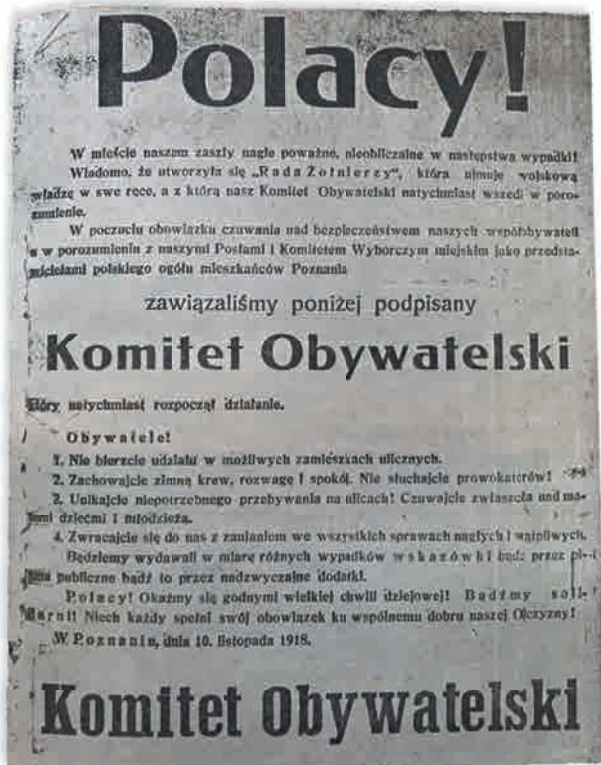 Polacy!
W mieście naszem zaszły nagle poważne, nieobliczalne w następstwa wypadki!
Wiadomo, że utworzyła się „Rada Żołnierzy”, która ujmuje wojskową
władzę w swe ręce, a z którą nasz Komitet Obywatelski natychmiast wszedł w poro-
zumienie.
W poczuciu obowiązku czuwania nad bezpieczeństwem naszych współobywateli
a w porozumieniu z naszymi Posłami i Komitetem Wyborczym miejskim jako przedsta-
wicielami polskiego ogółu mieszkańców Poznania
zawiązaliśmy poniżej podpisany
Komitet Obywatelski
który natychmiast rozpoczął działanie.
Obywatele!
1. Nie bierzcie udziału w możliwych zamieszkach ulicznych.
2. Zachowajcie zimną krew, rozwagę i spokój. Nie słuchajcie prowokatorów!
2. Unikajcie niepotrzebnego przebywania na ulicach! Czuwajcie zwłaszcza nad ma-
łemi dziećmi i młodzieżą.
4. Zwracajcie się do nas z zaufaniem we wszystkich sprawach nagłych i wątpliwych.
Będziemy wydawali w miarę różnych wypadków wskazówki bądź przez pi-
sma publiczne bądź to przez nadzwyczajne dodatki.
Polacy! Okażmy się godnymi wielkiej chwili dziejowej! Bądźmy soli-
darni! Niech każdy spełni swój obowiązek ku wspólnemu dobru naszej Ojczyzny!
W Poznaniu, dnia 10. listopada 1918.
Komitet Obywatelski